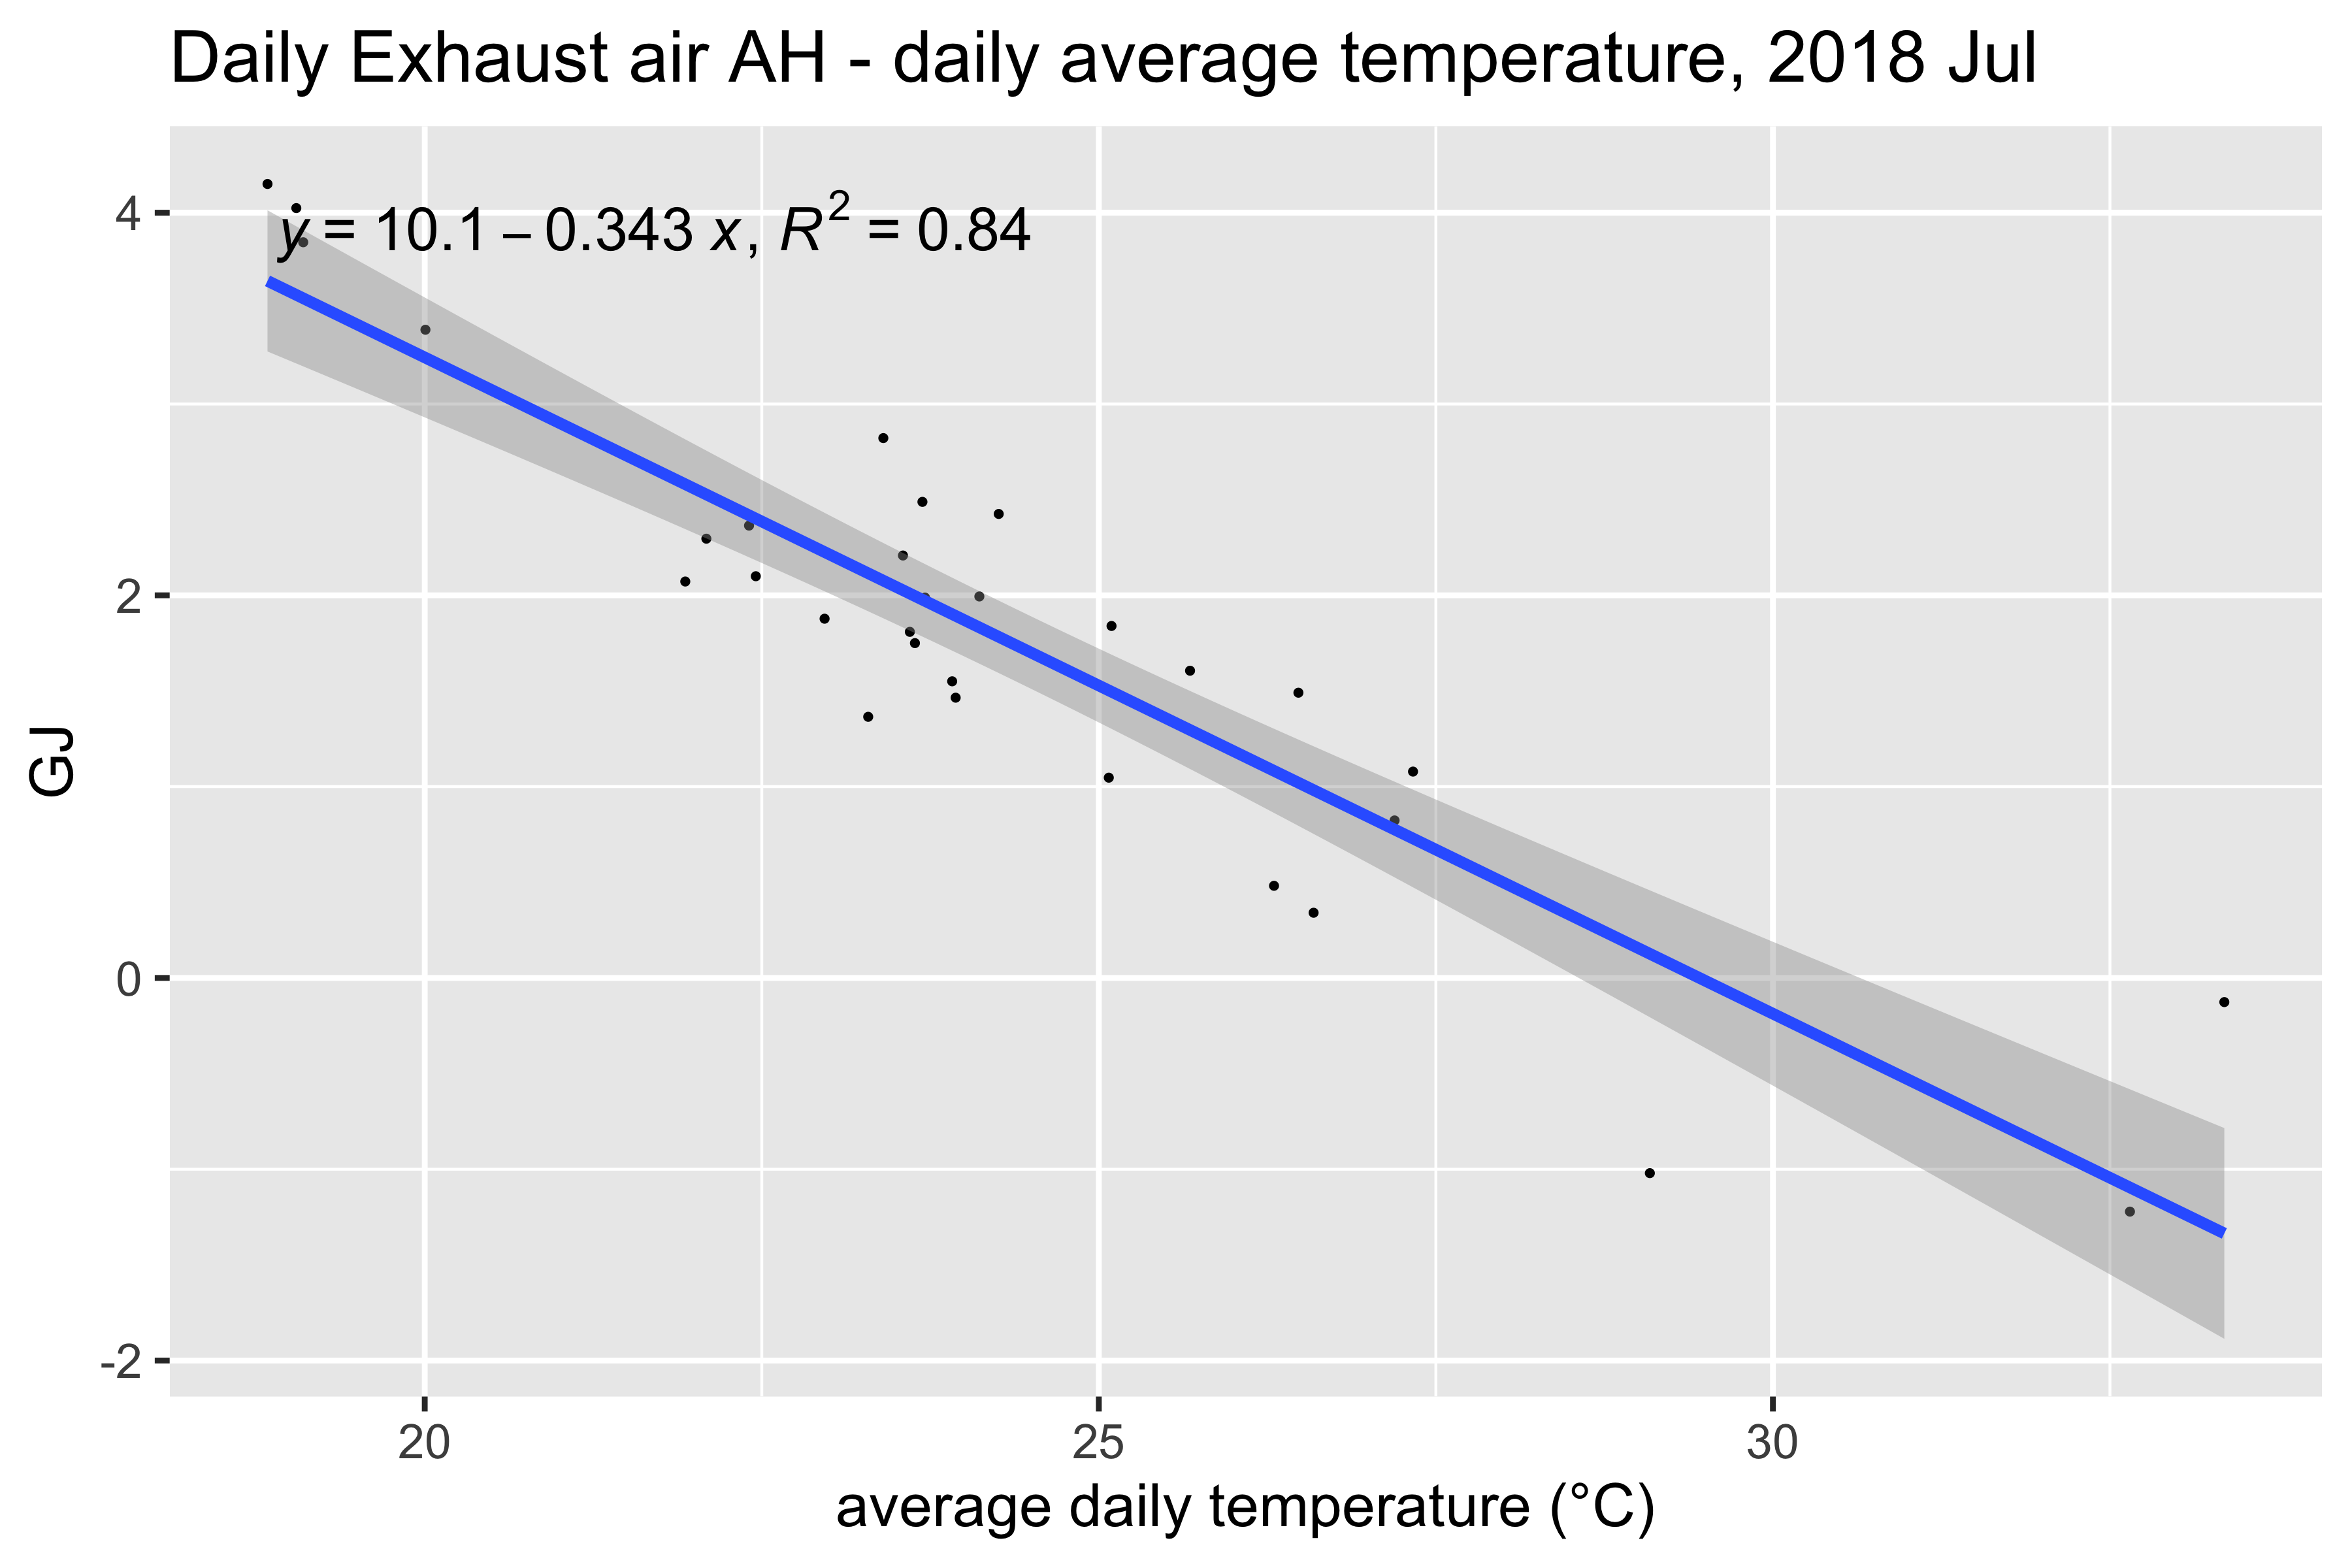 Daily Exhaust air AH - daily average temperature, 2018 Jul
y = 10.1 – 0.343 x, R² = 0.84
4
2
0
-2
GJ
20 25 30
average daily temperature (°C)